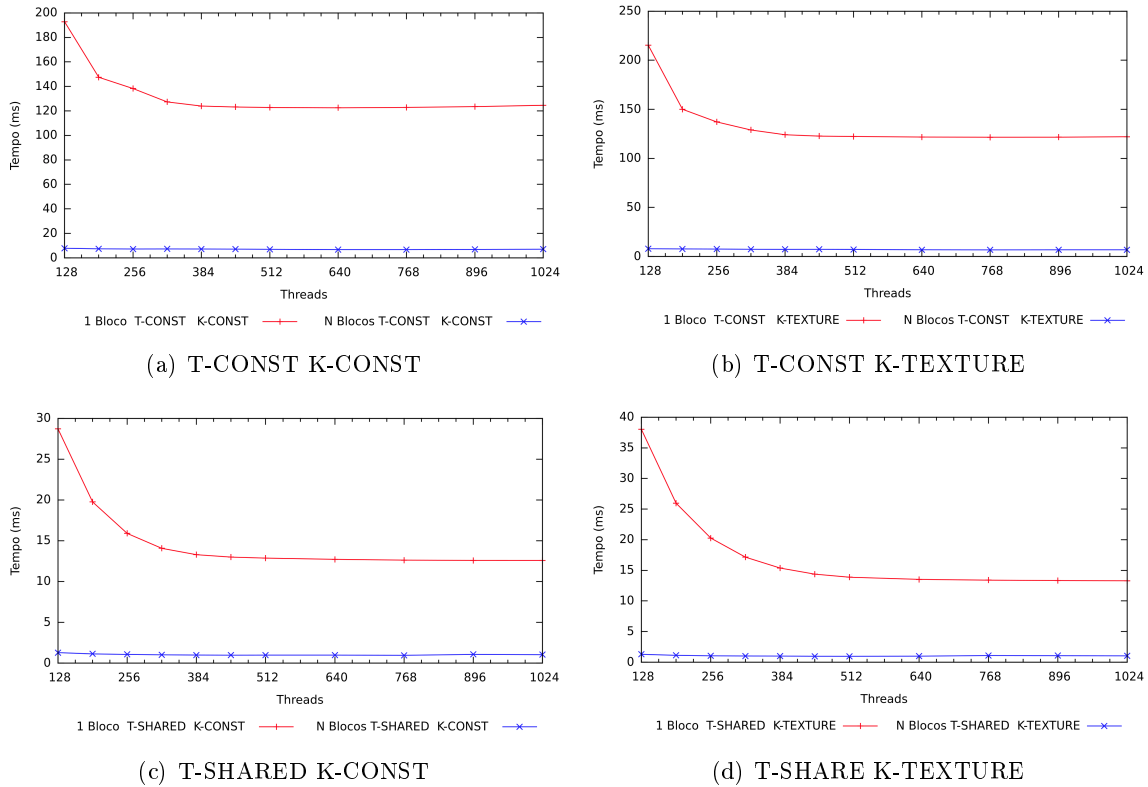 200
180
160
140
120
100
80
60
40
20
0
Tempo (ms)
128 256 384 512 640 768 896 1024
Threads
1 Bloco T-CONST K-CONST N Blocos T-CONST K-CONST
(a) T-CONST K-CONST
250
200
150
100
50
0
Tempo (ms)
128 256 384 512 640 768 896 1024
Threads
1 Bloco T-CONST K-TEXTURE N Blocos T-CONST K-TEXTURE
(b) T-CONST K-TEXTURE
30
25
20
15
10
5
0
Tempo (ms)
128 256 384 512 640 768 896 1024
Threads
1 Bloco T-SHARED K-CONST N Blocos T-SHARED K-CONST
(c) T-SHARED K-CONST
40
35
30
25
20
15
10
5
0
Tempo (ms)
128 256 384 512 640 768 896 1024
Threads
1 Bloco T-SHARED K-TEXTURE N Blocos T-SHARED K-TEXTURE
(d) T-SHARE K-TEXTURE